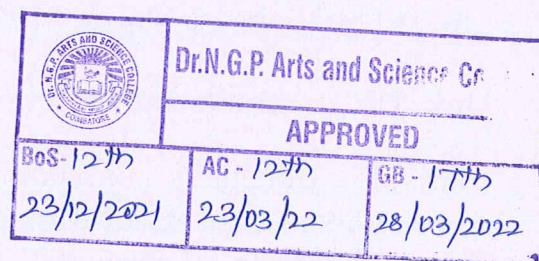 DR. N.G.P. ARTS AND SCIENCE COLLEGE
COIMBATORE
Dr.N.G.P. Arts and Science
APPROVED
BoS- 12th AC - 12th GB - 17th
23/12/2021 23/03/22 28/03/2022